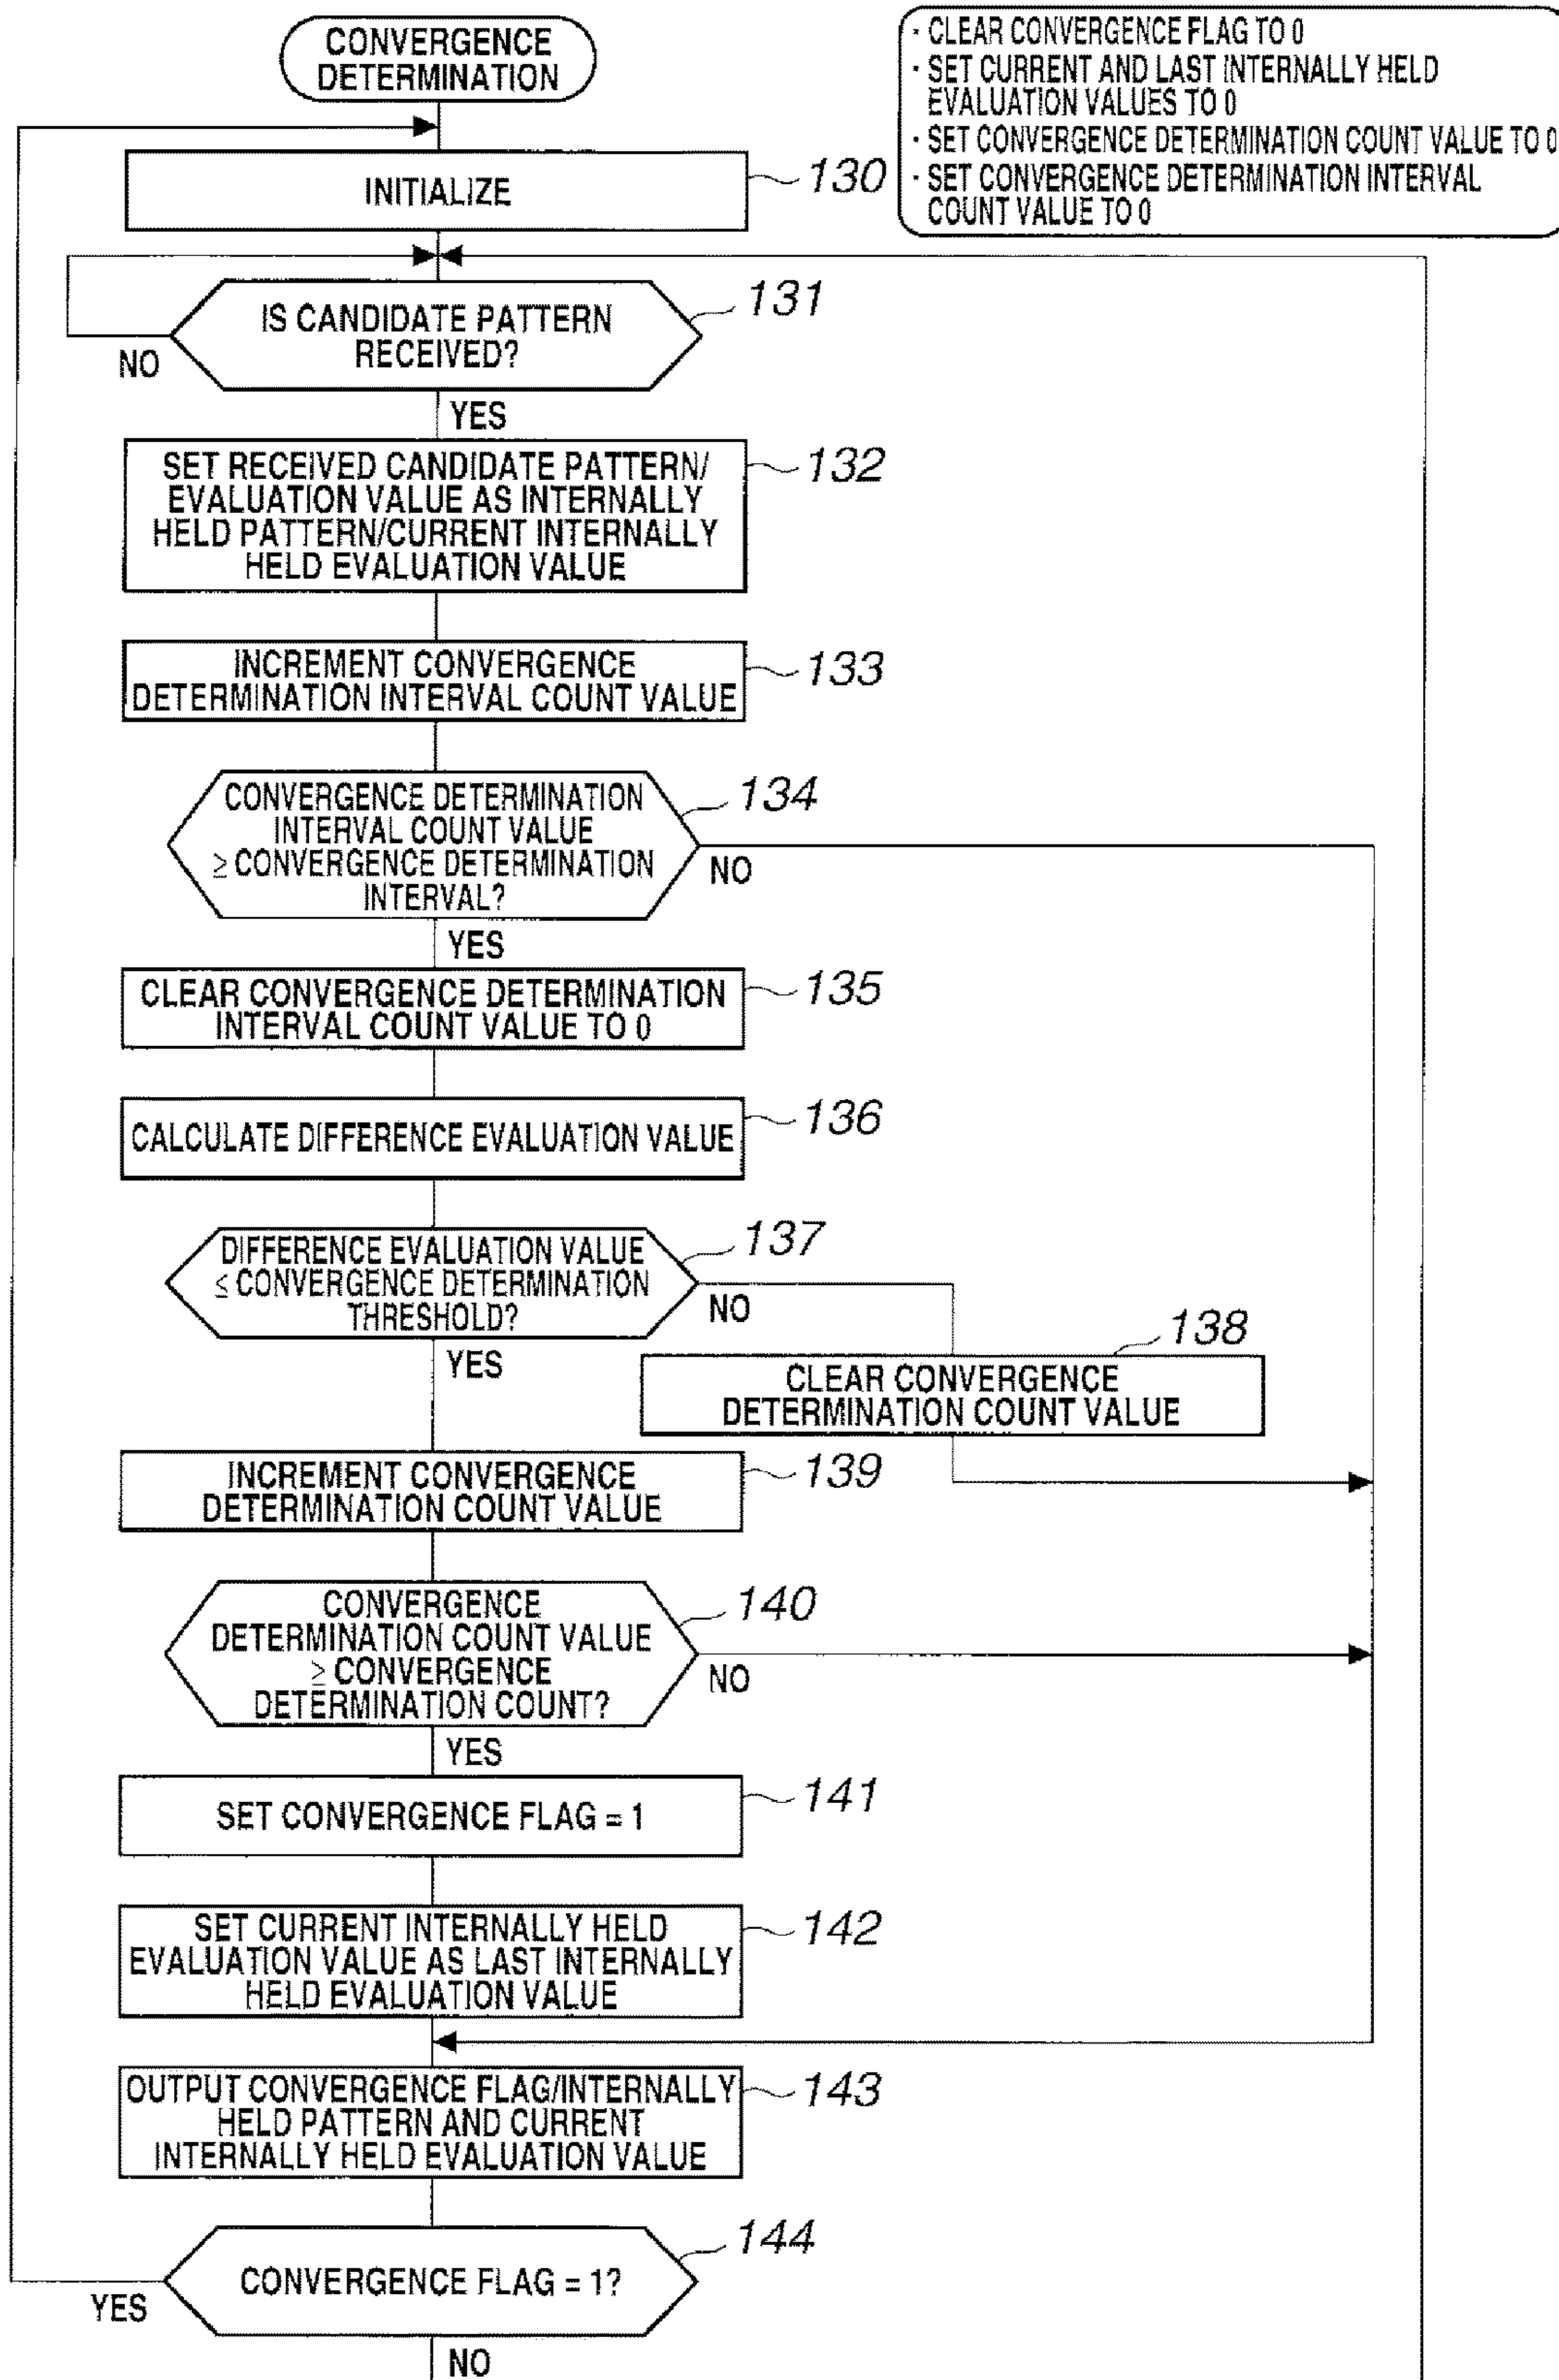 CONVERGENCE
DETERMINATION
· CLEAR CONVERGENCE FLAG TO 0
· SET CURRENT AND LAST INTERNALLY HELD
EVALUATION VALUES TO 0
· SET CONVERGENCE DETERMINATION COUNT VALUE TO 0
· SET CONVERGENCE DETERMINATION INTERVAL
COUNT VALUE TO 0
INITIALIZE
130
IS CANDIDATE PATTERN
RECEIVED?
131
NO
YES
SET RECEIVED CANDIDATE PATTERN/
EVALUATION VALUE AS INTERNALLY
HELD PATTERN/CURRENT INTERNALLY
HELD EVALUATION VALUE
132
INCREMENT CONVERGENCE
DETERMINATION INTERVAL COUNT VALUE
133
CONVERGENCE DETERMINATION
INTERVAL COUNT VALUE
≥ CONVERGENCE DETERMINATION
INTERVAL?
134
NO
YES
CLEAR CONVERGENCE DETERMINATION
INTERVAL COUNT VALUE TO 0
135
CALCULATE DIFFERENCE EVALUATION VALUE
136
DIFFERENCE EVALUATION VALUE
≤ CONVERGENCE DETERMINATION
THRESHOLD?
137
NO
YES
138
CLEAR CONVERGENCE
DETERMINATION COUNT VALUE
INCREMENT CONVERGENCE
DETERMINATION COUNT VALUE
139
CONVERGENCE
DETERMINATION COUNT VALUE
≥ CONVERGENCE
DETERMINATION COUNT?
140
NO
YES
SET CONVERGENCE FLAG = 1
141
SET CURRENT INTERNALLY HELD
EVALUATION VALUE AS LAST INTERNALLY
HELD EVALUATION VALUE
142
OUTPUT CONVERGENCE FLAG/INTERNALLY
HELD PATTERN AND CURRENT
INTERNALLY HELD EVALUATION VALUE
143
CONVERGENCE FLAG = 1?
144
YES
NO